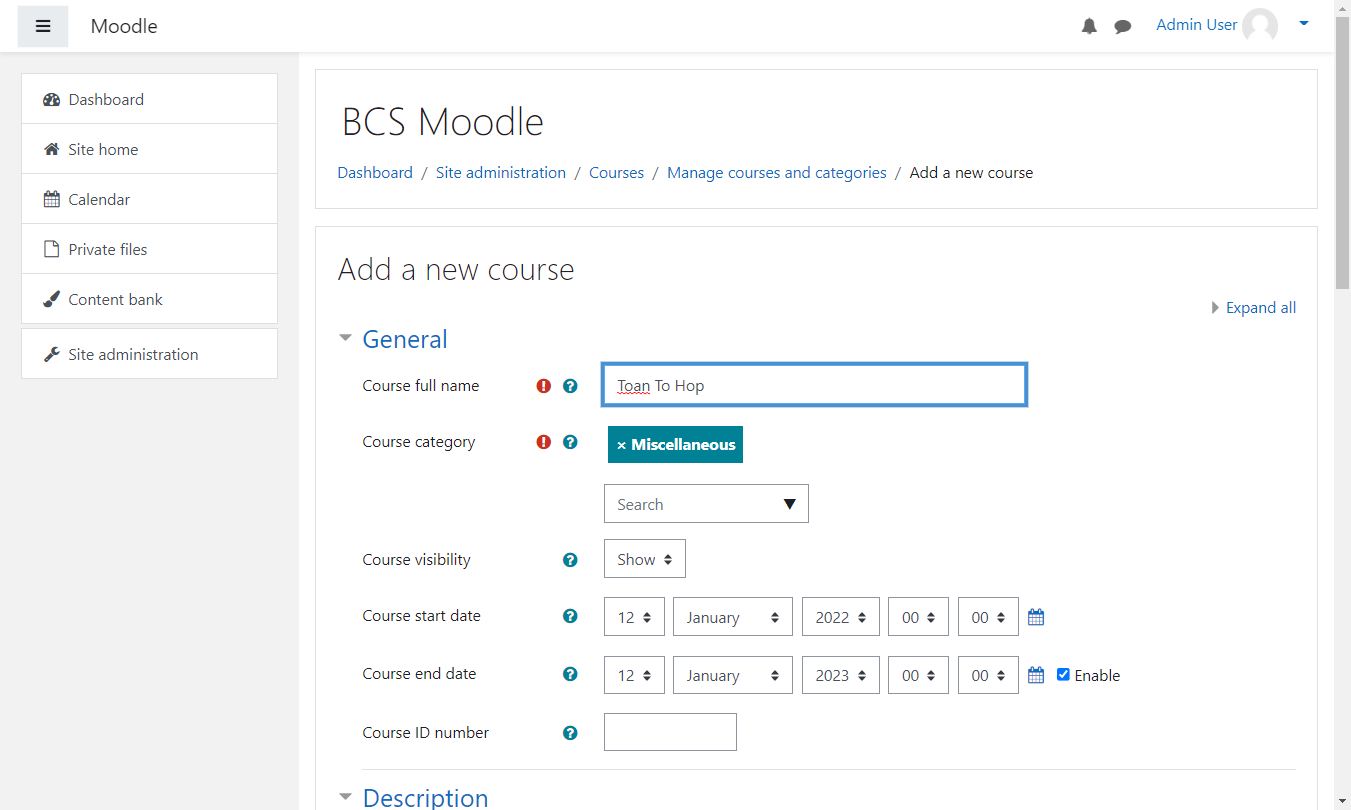 Moodle
Admin User
Dashboard
Site home
Calendar
Private files
Content bank
Site administration
BCS Moodle
Dashboard / Site administration / Courses / Manage courses and categories / Add a new course
Add a new course
Expand all
General
Course full name Toan To Hop
Course category × Miscellaneous
Search
Course visibility Show
Course start date 12 January 2022 00 00
Course end date 12 January 2023 00 00 Enable
Course ID number
Description